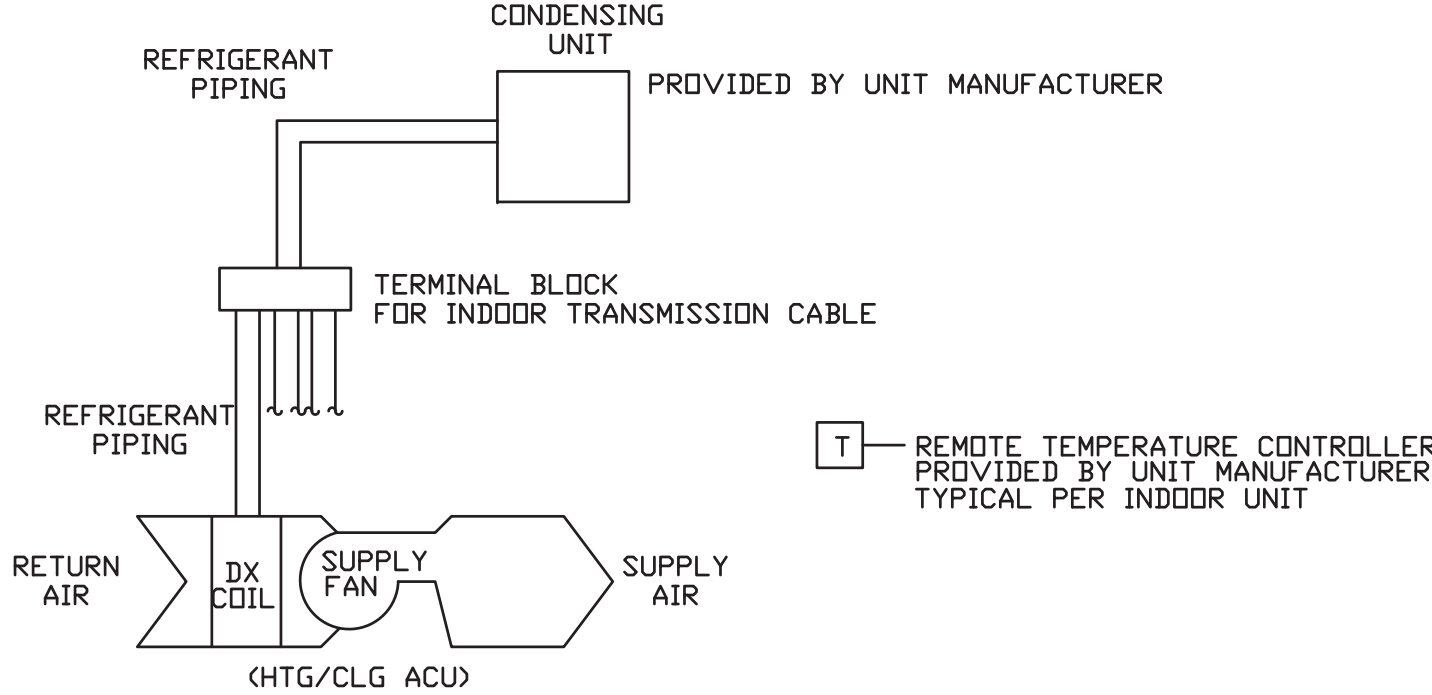 CONDENSING
UNIT
REFRIGERANT
PIPING
PROVIDED BY UNIT MANUFACTURER
TERMINAL BLOCK
FOR INDOOR TRANSMISSION CABLE
REFRIGERANT
PIPING
T
REMOTE TEMPERATURE CONTROLLER
PROVIDED BY UNIT MANUFACTURER
TYPICAL PER INDOOR UNIT
RETURN
AIR
DX
COIL
SUPPLY
FAN
SUPPLY
AIR
(HTG/CLG ACU)